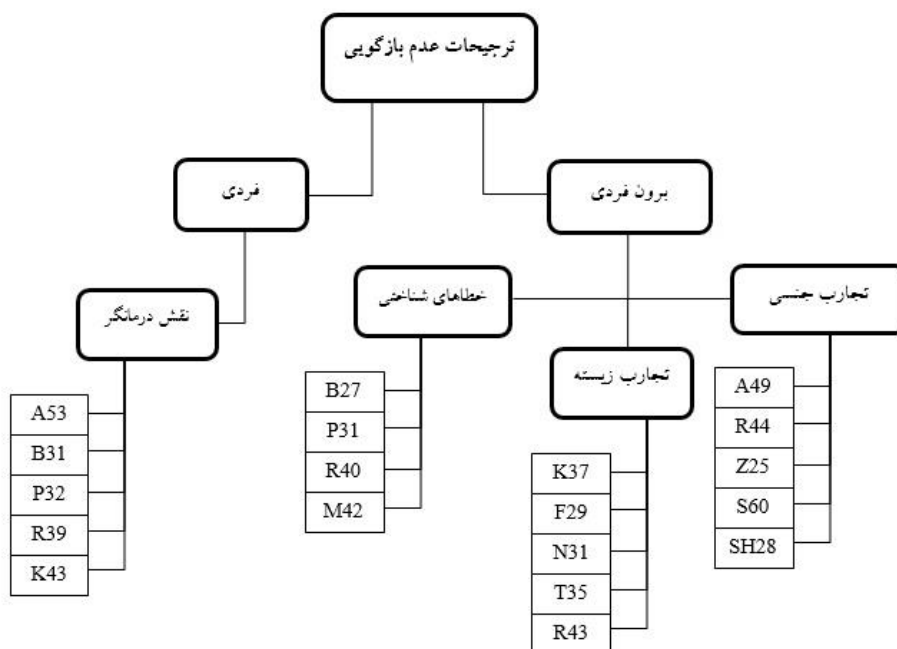 ترجیحات عدم بازگویی
برون فردی
فردی
تجارب جنسی
A49
R44
Z25
S60
SH28
تجارب زیسته
K37
F29
N31
T35
R43
خطاهای شناختی
B27
P31
R40
M42
نقش درمانگر
A53
B31
P32
R39
K43